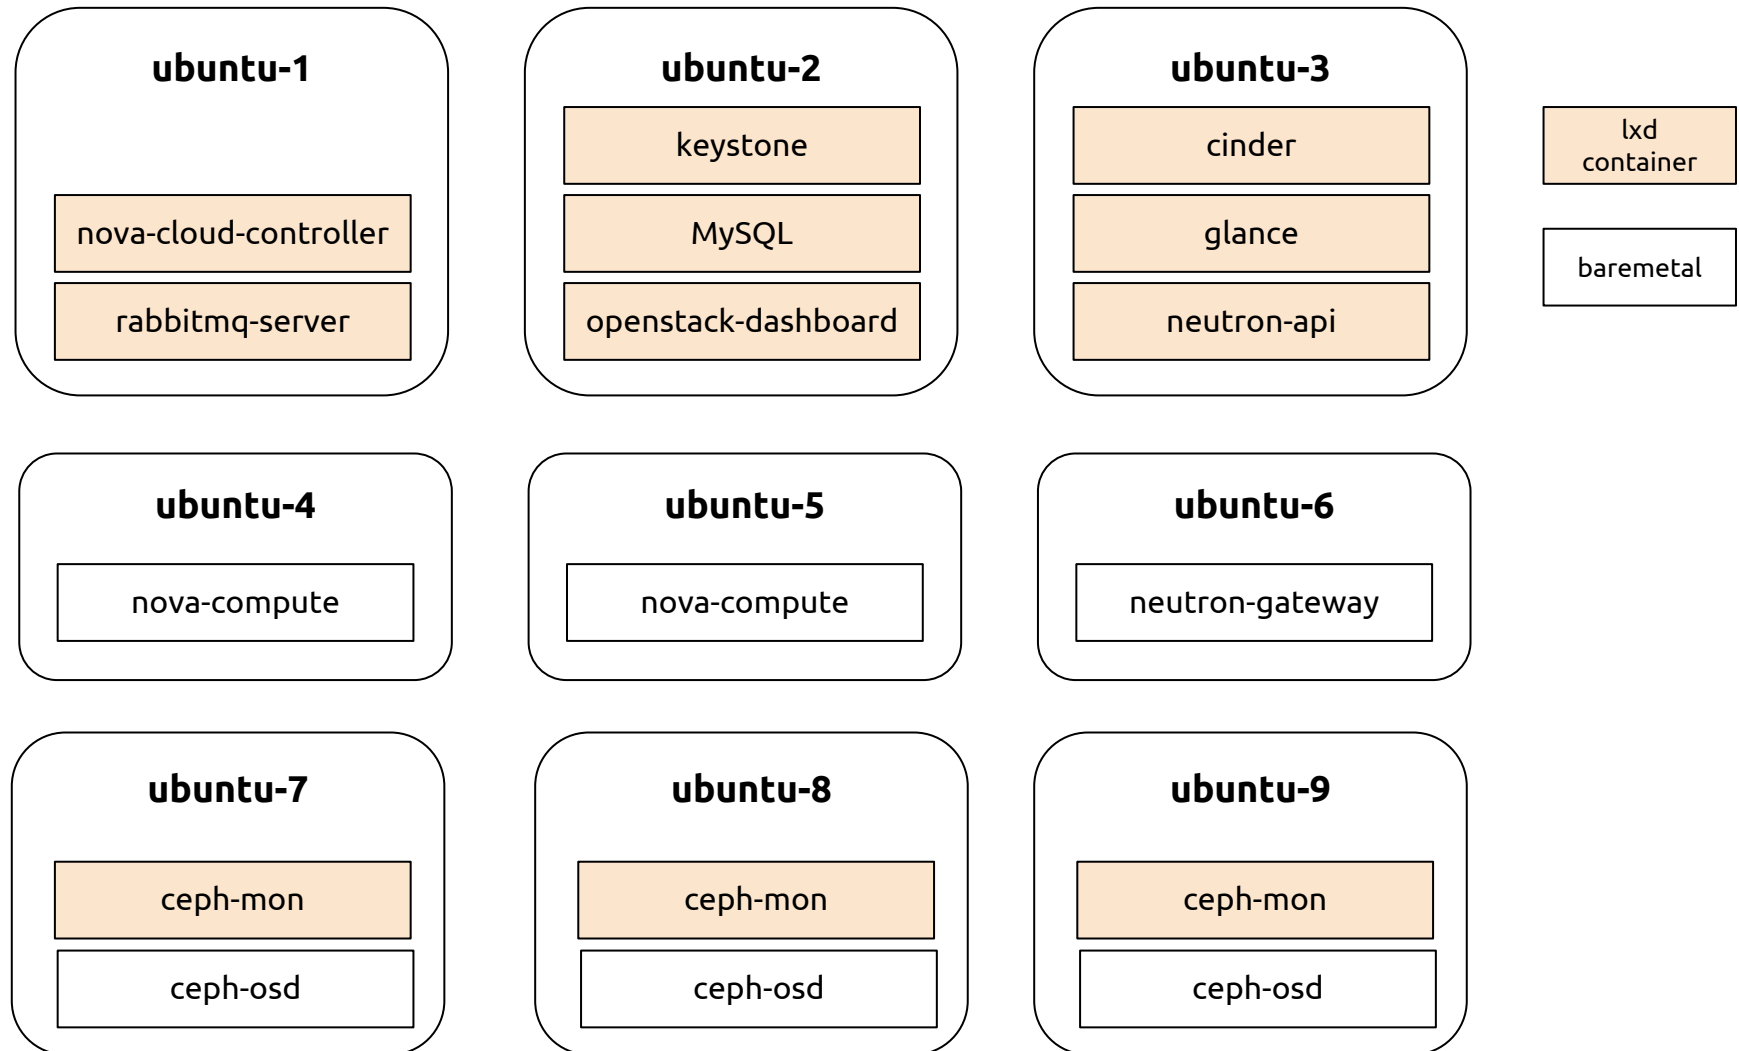 ubuntu-1
nova-cloud-controller
rabbitmq-server
ubuntu-2
keystone
MySQL
openstack-dashboard
ubuntu-3
cinder
glance
neutron-api
lxd
container
baremetal
ubuntu-4
nova-compute
ubuntu-5
nova-compute
ubuntu-6
neutron-gateway
ubuntu-7
ceph-mon
ceph-osd
ubuntu-8
ceph-mon
ceph-osd
ubuntu-9
ceph-mon
ceph-osd